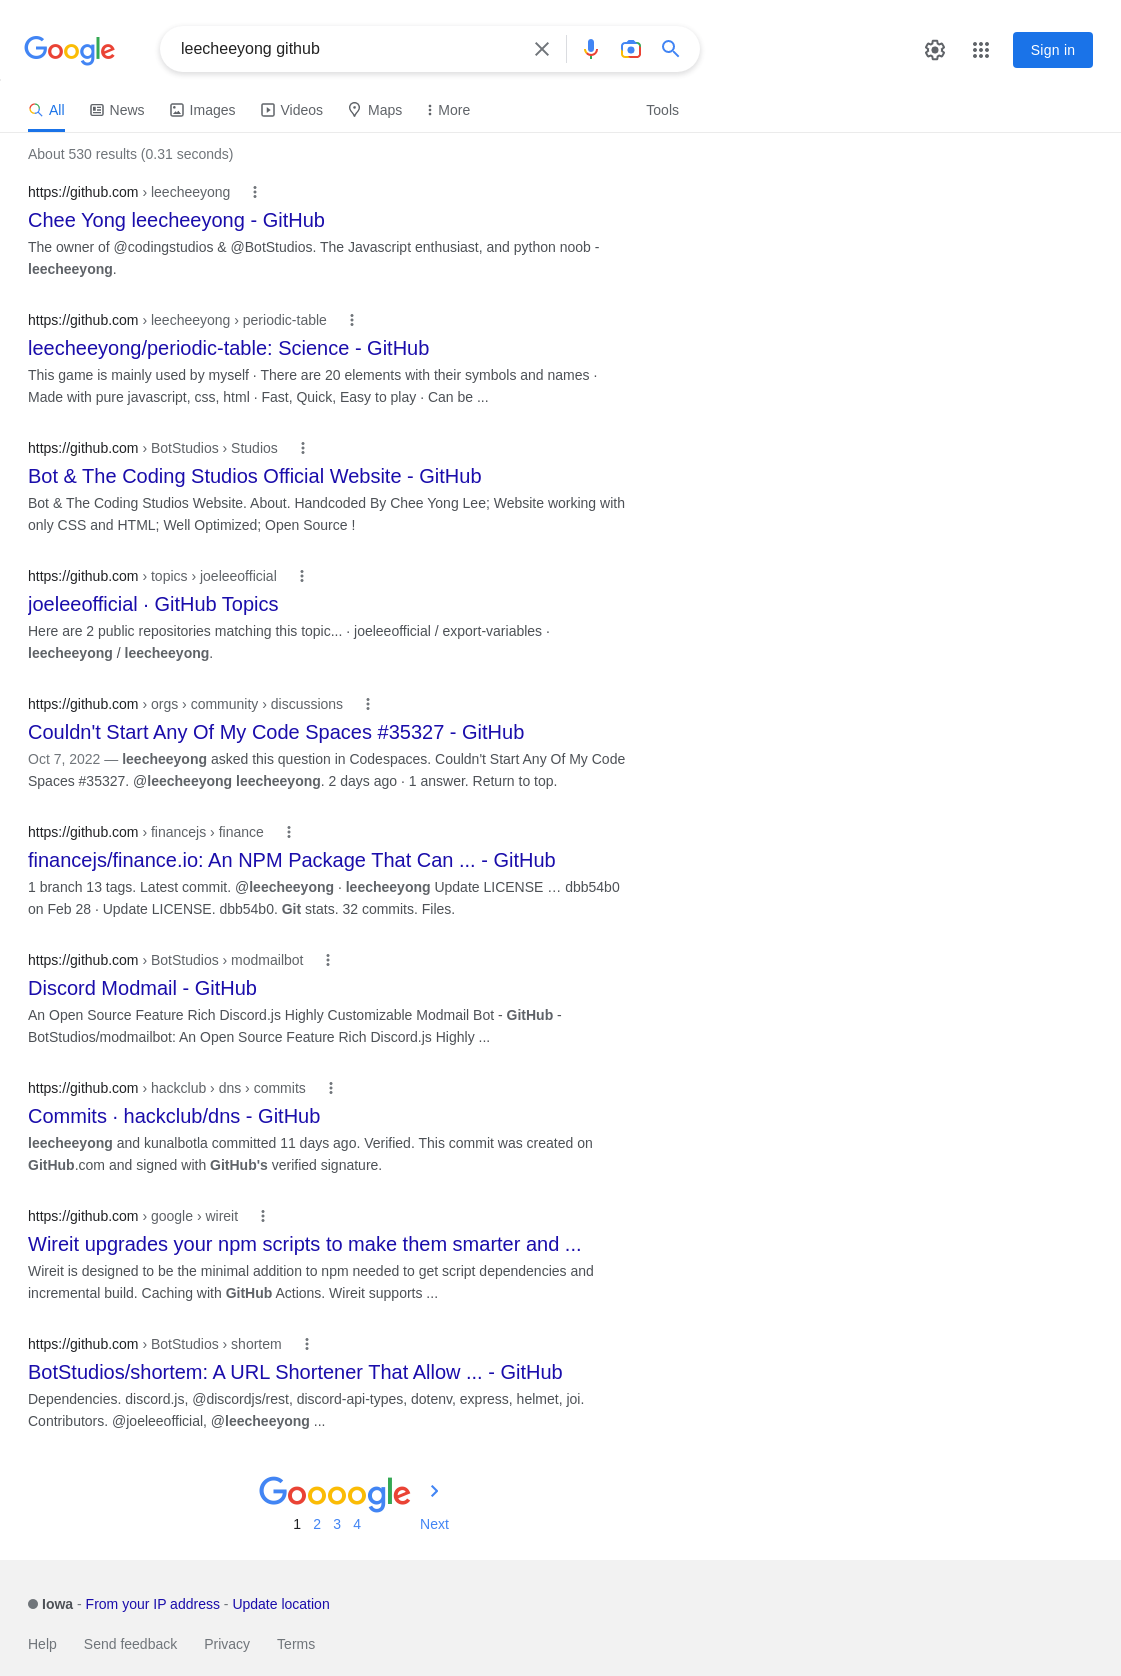 Google
leecheeyong github
Sign in
All News Images Videos Maps More Tools
About 530 results (0.31 seconds)
https://github.com › leecheeyong
Chee Yong leecheeyong - GitHub
The owner of @codingstudios & @BotStudios. The Javascript enthusiast, and python noob -
leecheeyong.
https://github.com › leecheeyong › periodic-table
leecheeyong/periodic-table: Science - GitHub
This game is mainly used by myself · There are 20 elements with their symbols and names ·
Made with pure javascript, css, html · Fast, Quick, Easy to play · Can be ...
https://github.com › BotStudios › Studios
Bot & The Coding Studios Official Website - GitHub
Bot & The Coding Studios Website. About. Handcoded By Chee Yong Lee; Website working with
only CSS and HTML; Well Optimized; Open Source !
https://github.com › topics › joeleeofficial
joeleeofficial · GitHub Topics
Here are 2 public repositories matching this topic... · joeleeofficial / export-variables ·
leecheeyong / leecheeyong.
https://github.com › orgs › community › discussions
Couldn't Start Any Of My Code Spaces #35327 - GitHub
Oct 7, 2022 — leecheeyong asked this question in Codespaces. Couldn't Start Any Of My Code
Spaces #35327. @leecheeyong leecheeyong. 2 days ago · 1 answer. Return to top.
https://github.com › financejs › finance
financejs/finance.io: An NPM Package That Can ... - GitHub
1 branch 13 tags. Latest commit. @leecheeyong · leecheeyong Update LICENSE … dbb54b0
on Feb 28 · Update LICENSE. dbb54b0. Git stats. 32 commits. Files.
https://github.com › BotStudios › modmailbot
Discord Modmail - GitHub
An Open Source Feature Rich Discord.js Highly Customizable Modmail Bot - GitHub -
BotStudios/modmailbot: An Open Source Feature Rich Discord.js Highly ...
https://github.com › hackclub › dns › commits
Commits · hackclub/dns - GitHub
leecheeyong and kunalbotla committed 11 days ago. Verified. This commit was created on
GitHub.com and signed with GitHub's verified signature.
https://github.com › google › wireit
Wireit upgrades your npm scripts to make them smarter and ...
Wireit is designed to be the minimal addition to npm needed to get script dependencies and
incremental build. Caching with GitHub Actions. Wireit supports ...
https://github.com › BotStudios › shortem
BotStudios/shortem: A URL Shortener That Allow ... - GitHub
Dependencies. discord.js, @discordjs/rest, discord-api-types, dotenv, express, helmet, joi.
Contributors. @joeleeofficial, @leecheeyong ...
Goooogle
1 2 3 4 Next
Iowa - From your IP address - Update location
Help Send feedback Privacy Terms